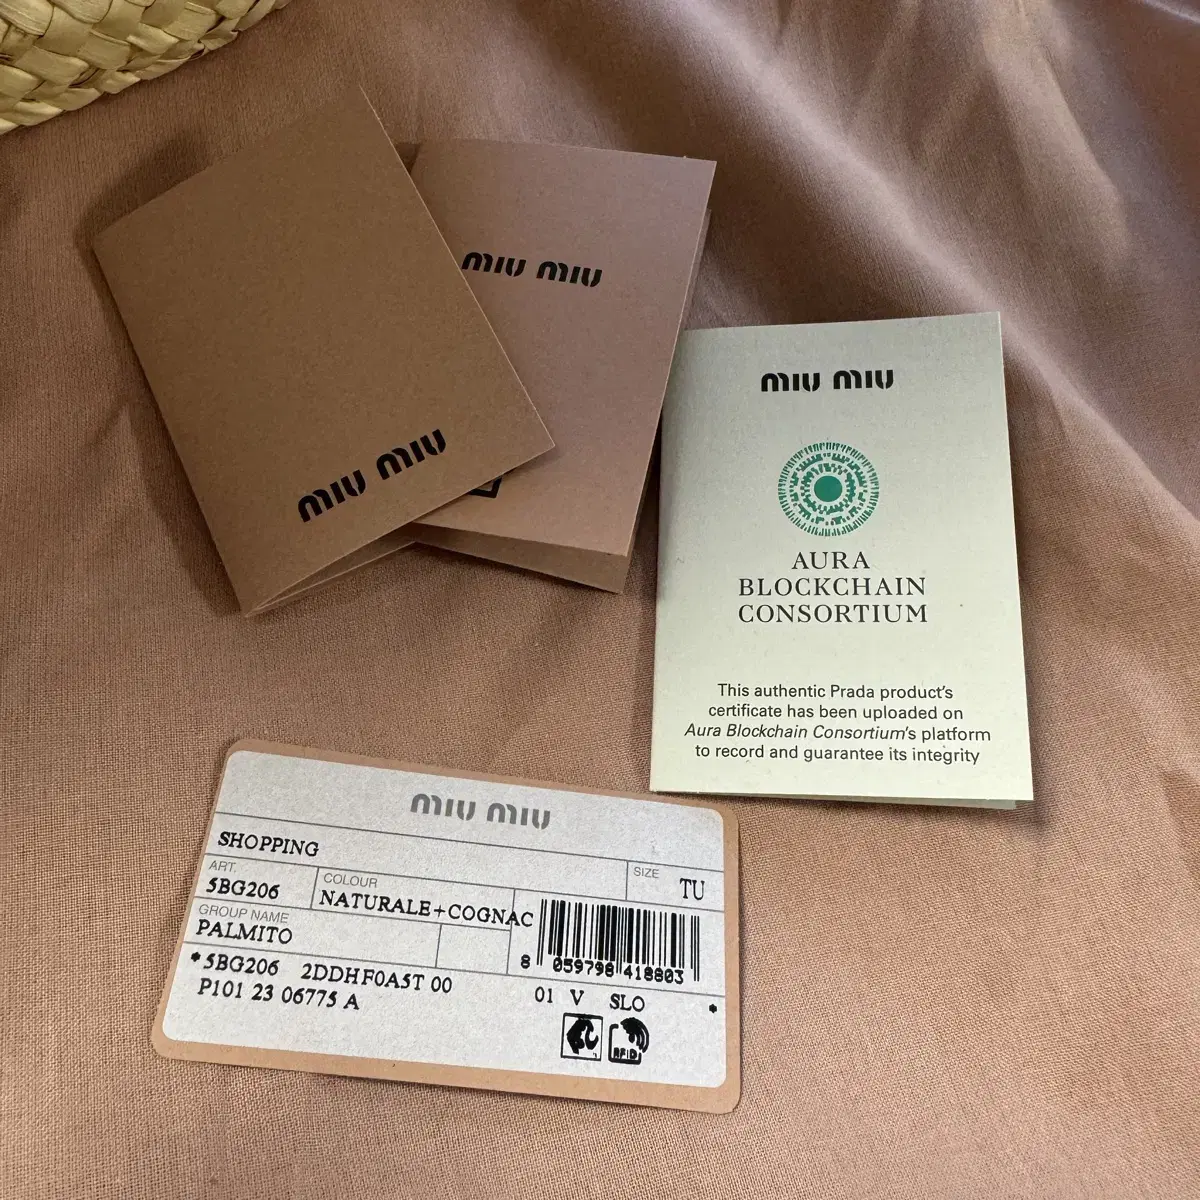 MIU MIU
MIU MIU
MIU MIU
AURA
BLOCKCHAIN
CONSORTIUM
This authentic Prada product's
certificate has been uploaded on
Aura Blockchain Consortium's platform
to record and guarantee its integrity
MIU MIU
SHOPPING
SIZE TU
ART. 5BG206
COLOUR NATURALE+COGNAC
GROUP NAME
PALMITO
8 059798 418803
*5BG206 2DDH F0A5T 00
P101 23 06775 A
01 V SLO *
RFID